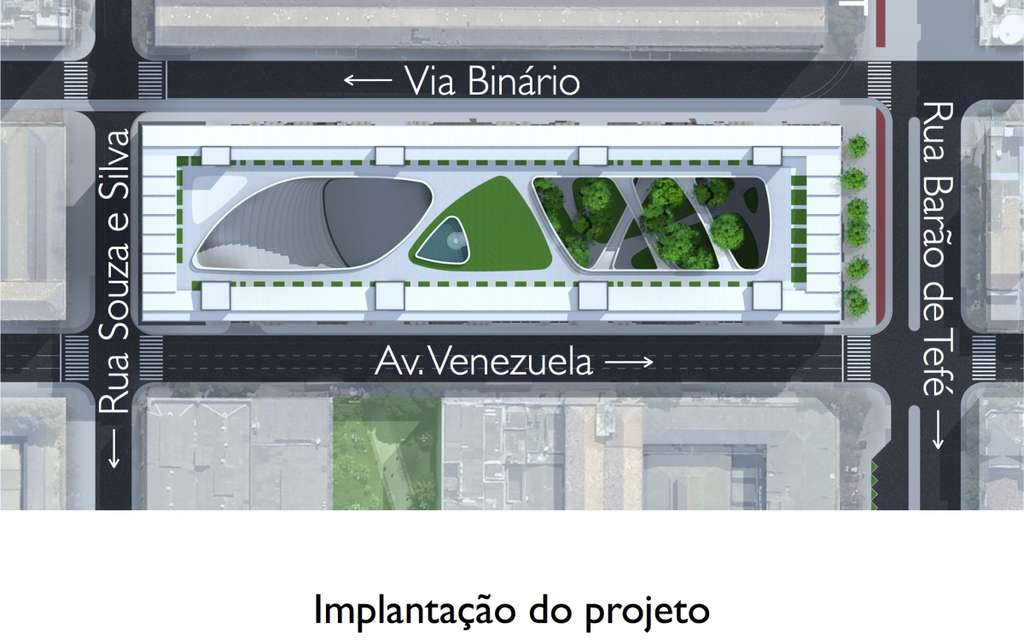 ← Via Binário
← Rua Souza e Silva
Rua Barão de Tefé →
Av. Venezuela →
Implantação do projeto